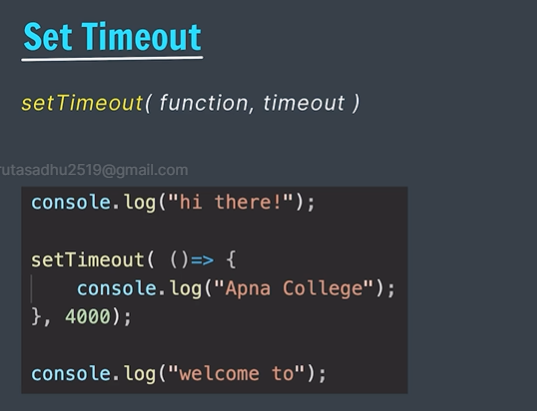 Set Timeout
setTimeout( function, timeout )
rutasadhu2519@gmail.com
console.log("hi there!");
setTimeout( ()=> {
console.log("Apna College");
}, 4000);
console.log("welcome to");